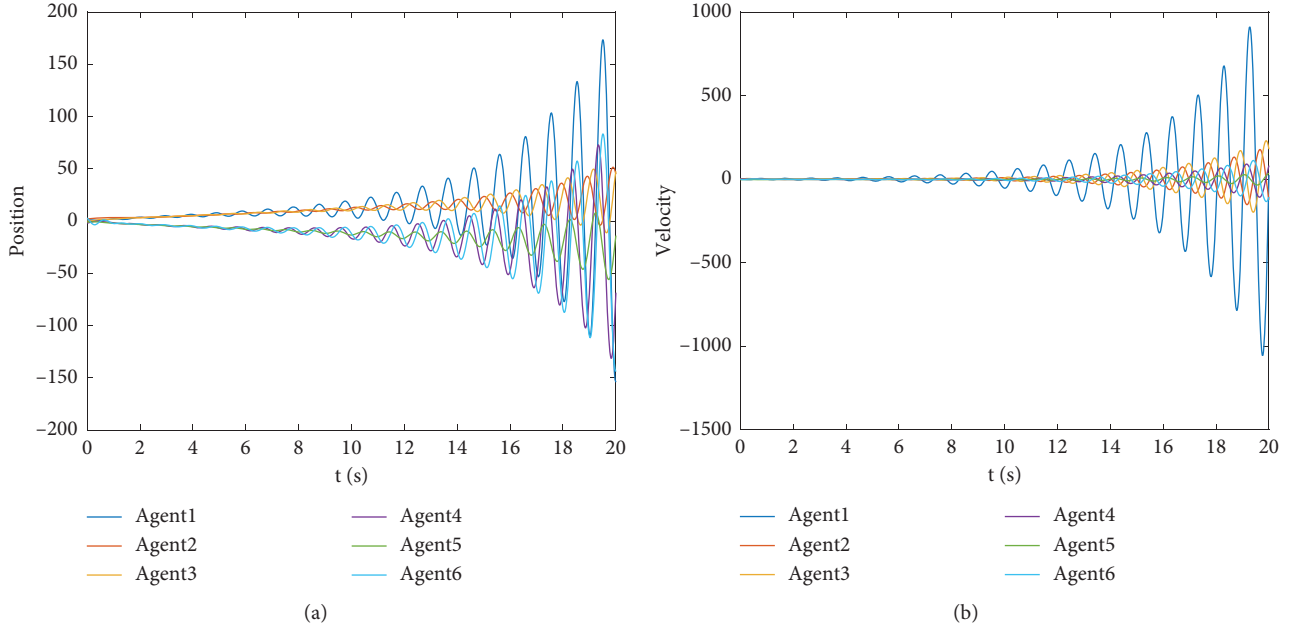 200
150
100
50
0
−50
−100
−150
−200
Position
0 2 4 6 8 10 12 14 16 18 20
t (s)
Agent1 Agent4
Agent2 Agent5
Agent3 Agent6
(a)
1000
500
0
−500
−1000
−1500
Velocity
0 2 4 6 8 10 12 14 16 18 20
t (s)
Agent1 Agent4
Agent2 Agent5
Agent3 Agent6
(b)